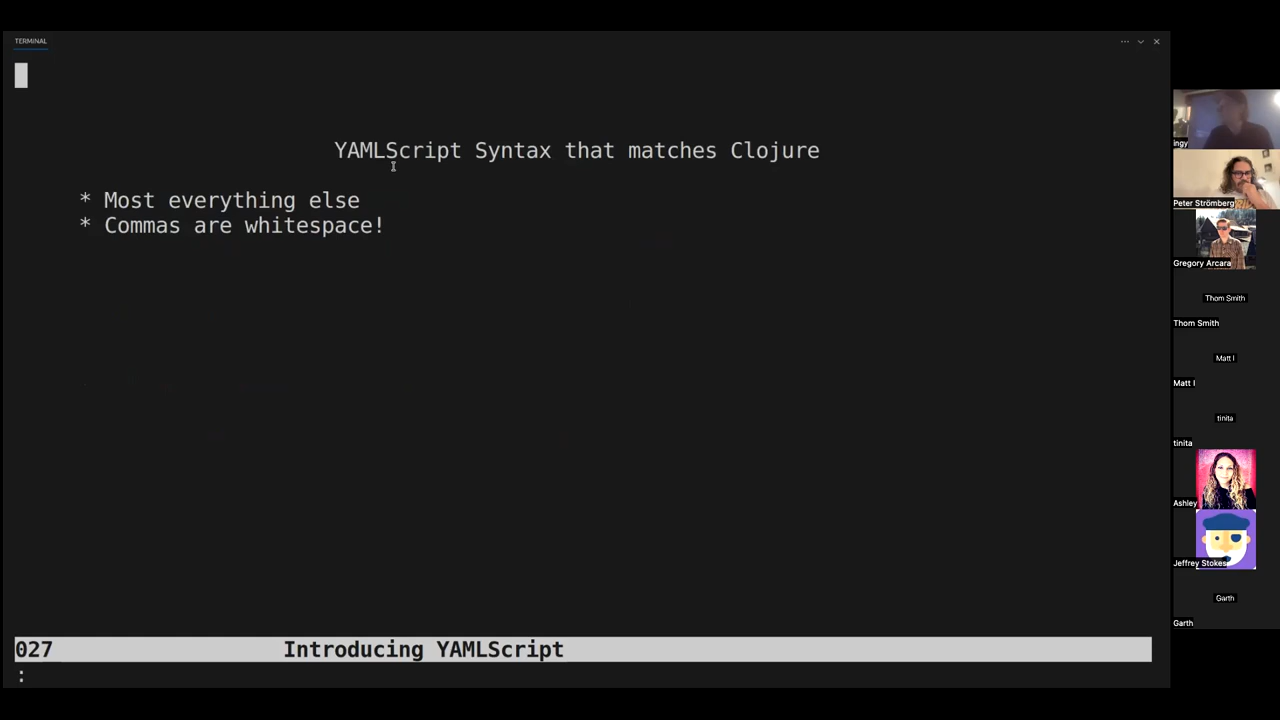 TERMINAL
YAMLScript Syntax that matches Clojure
* Most everything else
* Commas are whitespace!
027 Introducing YAMLScript
:
ingy
Peter Strömberg
Gregory Arcara
Thom Smith
Thom Smith
Matt I
Matt I
tinita
tinita
Ashley
Jeffrey Stokes
Garth
Garth